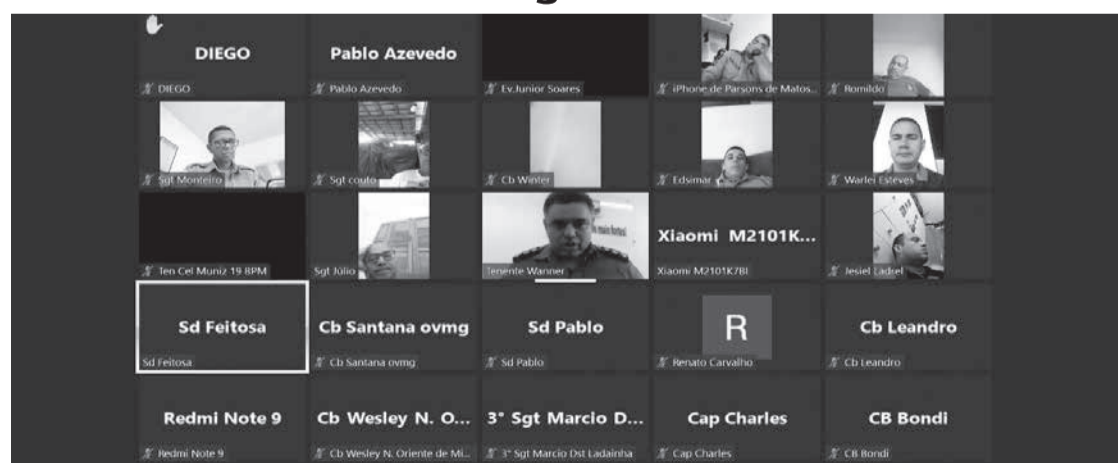 DIEGO
Pablo Azevedo
DIEGO
Pablo Azevedo
Ev.Junior Soares
iPhone de Parsons de Matos...
Romildo
Sgt Monteiro
Sgt couto
Cb Winter
Edsimar
Warlei Esteves
Xiaomi M2101K...
Ten Cel Muniz 19 BPM
Sgt Júlio
Tenente Wanner
Xiaomi M2101K7BI
Jesiel Ladiel
Sd Feitosa
Cb Santana ovmg
Sd Pablo
R
Cb Leandro
Sd Feitosa
Cb Santana ovmg
Sd Pablo
Renato Carvalho
Cb Leandro
Redmi Note 9
Cb Wesley N. O...
3° Sgt Marcio D...
Cap Charles
CB Bondi
Redmi Note 9
Cb Wesley N. Oriente de Mi...
3° Sgt Marcio Dst Ladainha
Cap Charles
CB Bondi